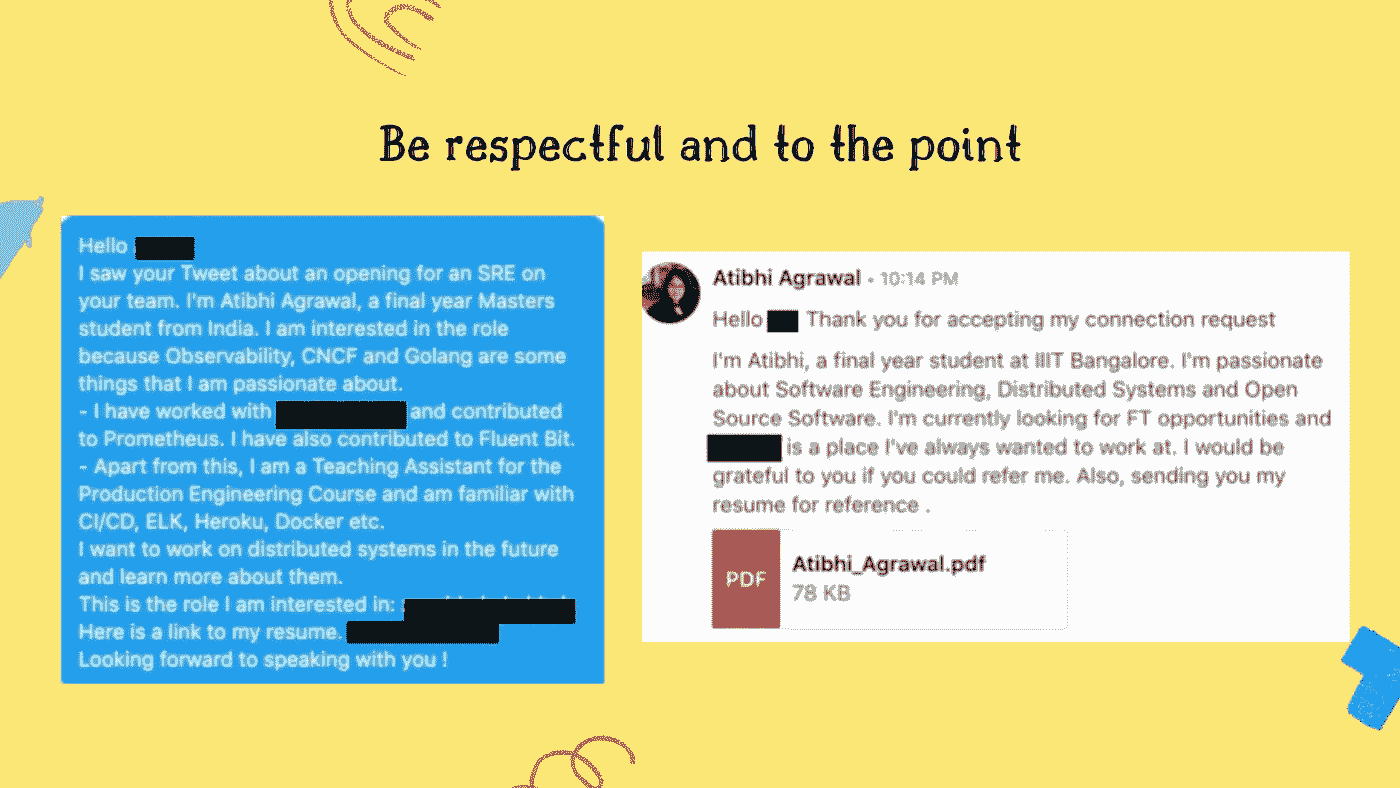 Be respectful and to the point
Hello
I saw your Tweet about an opening for an SRE on
your team. I'm Atibhi Agrawal, a final year Masters
student from India. I am interested in the role
because Observability, CNCF and Golang are some
things that I am passionate about.
- I have worked with and contributed
to Prometheus. I have also contributed to Fluent Bit.
- Apart from this, I am a Teaching Assistant for the
Production Engineering Course and am familiar with
CI/CD, ELK, Heroku, Docker etc.
I want to work on distributed systems in the future
and learn more about them.
This is the role I am interested in:
Here is a link to my resume.
Looking forward to speaking with you !
Atibhi Agrawal • 10:14 PM
Hello Thank you for accepting my connection request
I'm Atibhi, a final year student at IIIT Bangalore. I'm passionate
about Software Engineering, Distributed Systems and Open
Source Software. I'm currently looking for FT opportunities and
is a place I've always wanted to work at. I would be
grateful to you if you could refer me. Also, sending you my
resume for reference .
PDF
Atibhi_Agrawal.pdf
78 KB